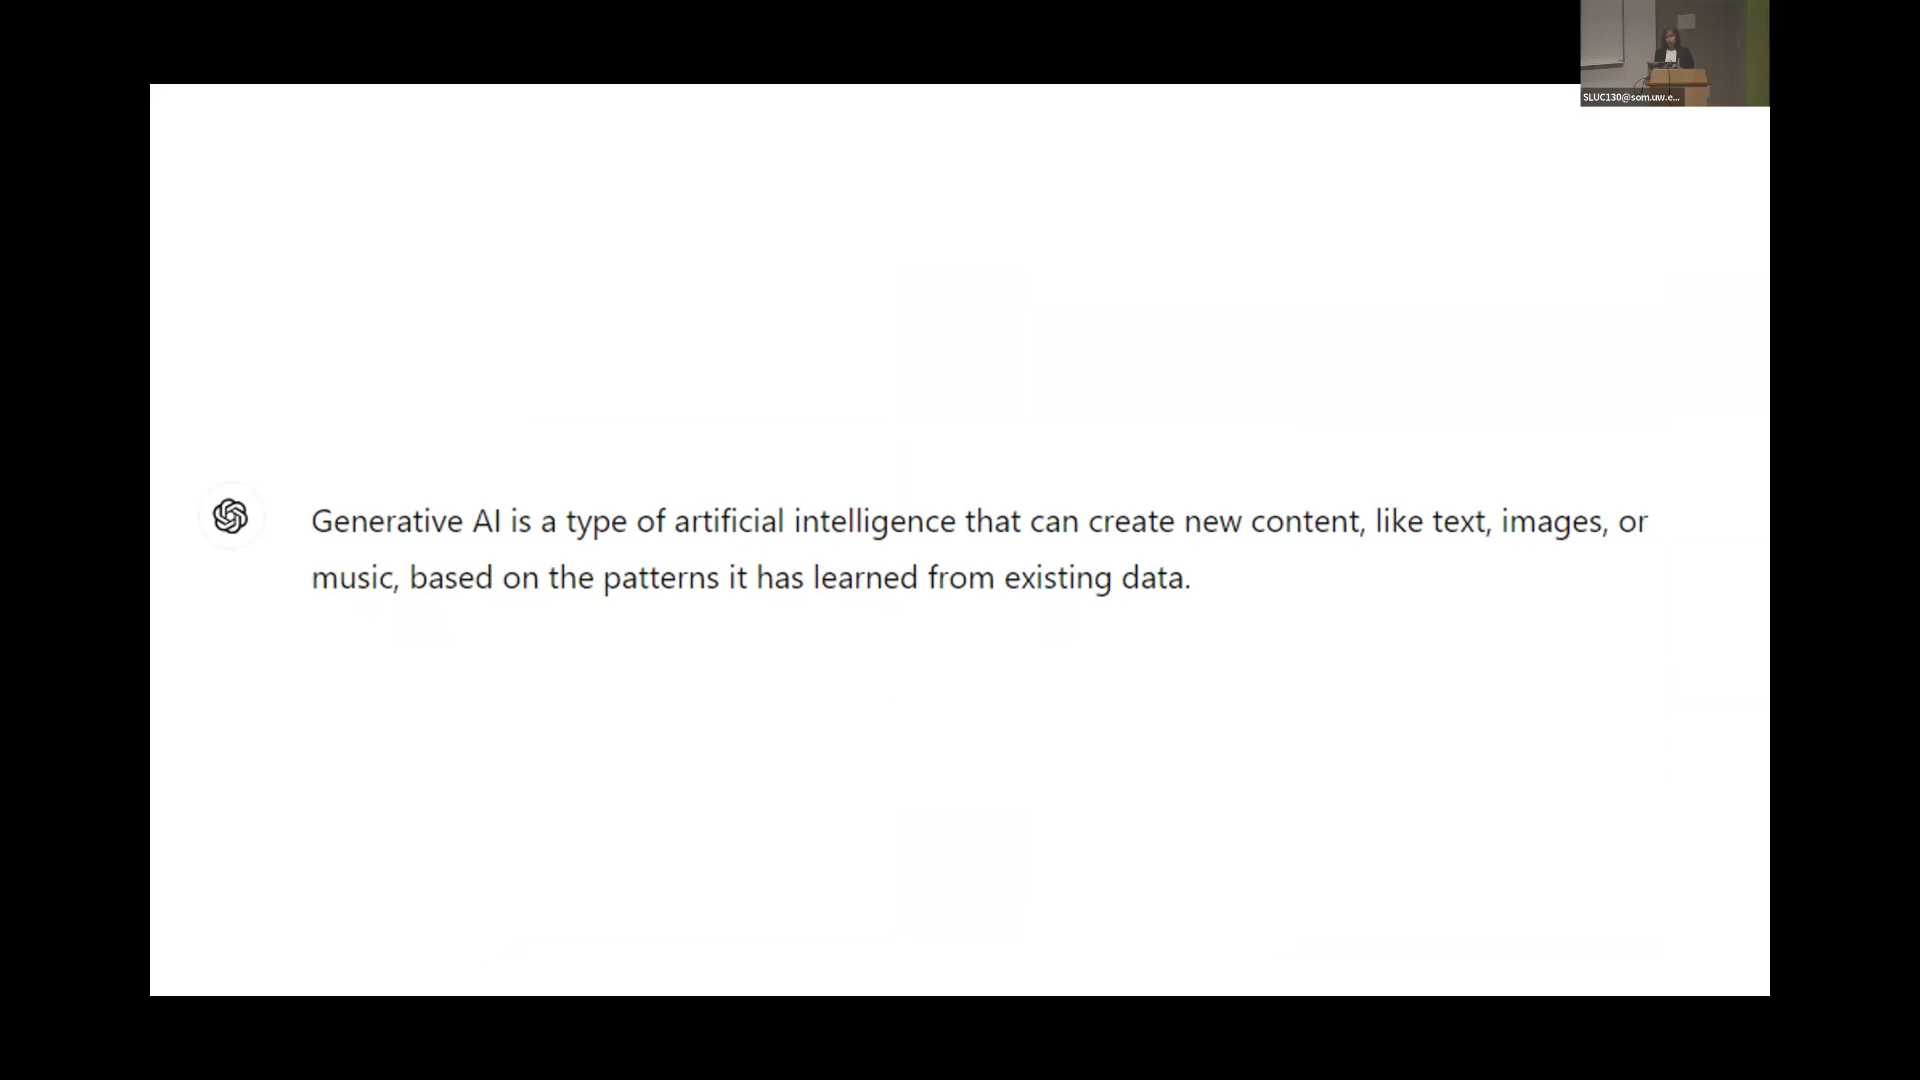 SLUC130@som.uw.e...
Generative AI is a type of artificial intelligence that can create new content, like text, images, or
music, based on the patterns it has learned from existing data.